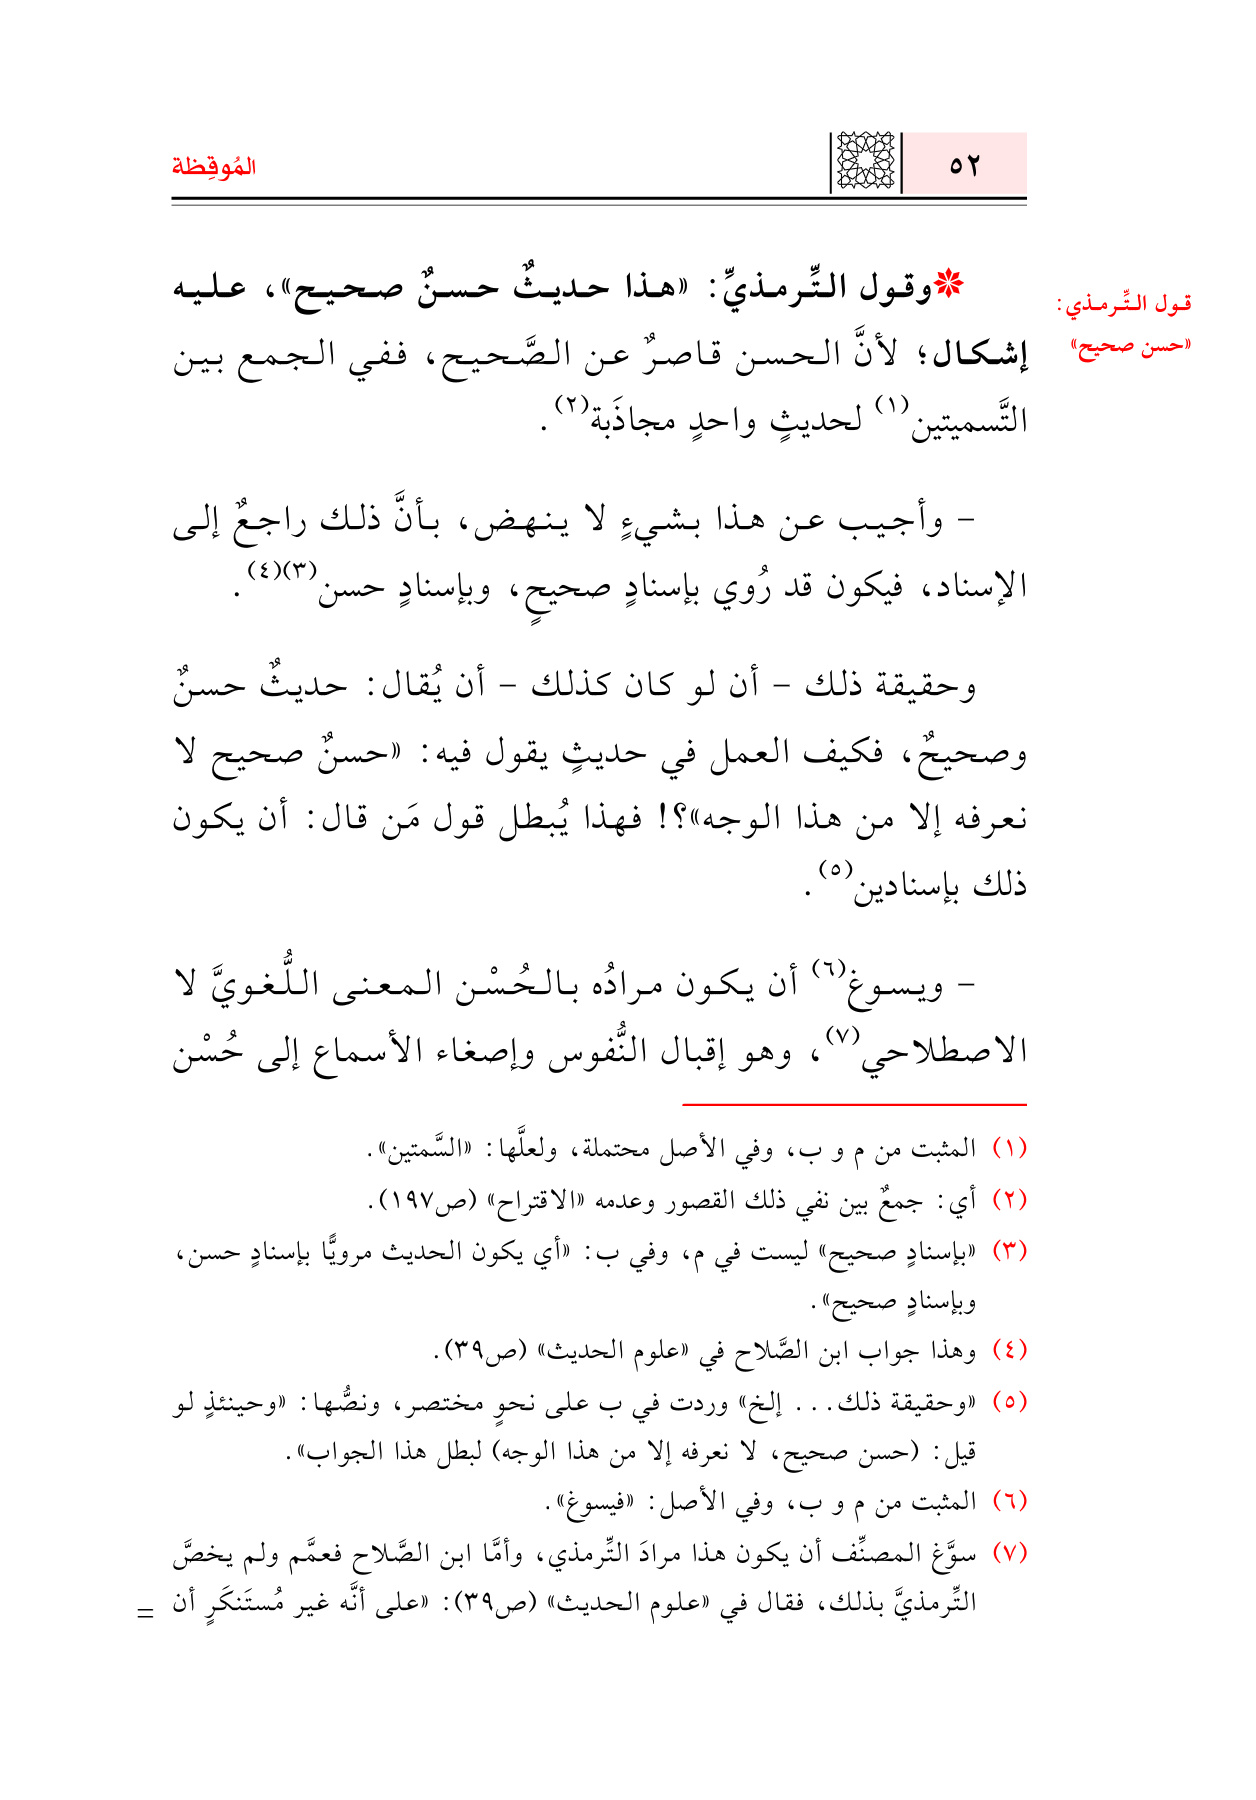 ٥٢
المُوقِظة
قول التِّرمذي:
«حسن صحيح»
✻وقول التِّرمذيِّ: «هذا حديثٌ حسنٌ صحيح»، عليه
إشكال؛ لأنَّ الحسن قاصرٌ عن الصَّحيح، ففي الجمع بين
التَّسميتين(١) لحديثٍ واحدٍ مجاذَبة(٢).
– وأجيب عن هذا بشيءٍ لا ينهض، بأنَّ ذلك راجعٌ إلى
الإسناد، فيكون قد رُوي بإسنادٍ صحيحٍ، وبإسنادٍ حسن(٣)(٤).
وحقيقة ذلك – أن لو كان كذلك – أن يُقال: حديثٌ حسنٌ
وصحيحٌ، فكيف العمل في حديثٍ يقول فيه: «حسنٌ صحيح لا
نعرفه إلا من هذا الوجه»؟! فهذا يُبطل قول مَن قال: أن يكون
ذلك بإسنادين(٥).
– ويسوغ(٦) أن يكون مرادُه بالحُسْن المعنى اللُّغويَّ لا
الاصطلاحي(٧)، وهو إقبال النُّفوس وإصغاء الأسماع إلى حُسْن
(١) المثبت من م و ب، وفي الأصل محتملة، ولعلَّها: «السَّمتين».
(٢) أي: جمعٌ بين نفي ذلك القصور وعدمه «الاقتراح» (ص١٩٧).
(٣) «بإسنادٍ صحيح» ليست في م، وفي ب: «أي يكون الحديث مرويًّا بإسنادٍ حسن،
وبإسنادٍ صحيح».
(٤) وهذا جواب ابن الصَّلاح في «علوم الحديث» (ص٣٩).
(٥) «وحقيقة ذلك... إلخ» وردت في ب على نحوٍ مختصر، ونصُّها: «وحينئذٍ لو
قيل: (حسن صحيح، لا نعرفه إلا من هذا الوجه) لبطل هذا الجواب».
(٦) المثبت من م و ب، وفي الأصل: «فيسوغ».
(٧) سوَّغ المصنِّف أن يكون هذا مرادَ التِّرمذي، وأمَّا ابن الصَّلاح فعمَّم ولم يخصَّ
التِّرمذيَّ بذلك، فقال في «علوم الحديث» (ص٣٩): «على أنَّه غير مُستَنكَرٍ أن =